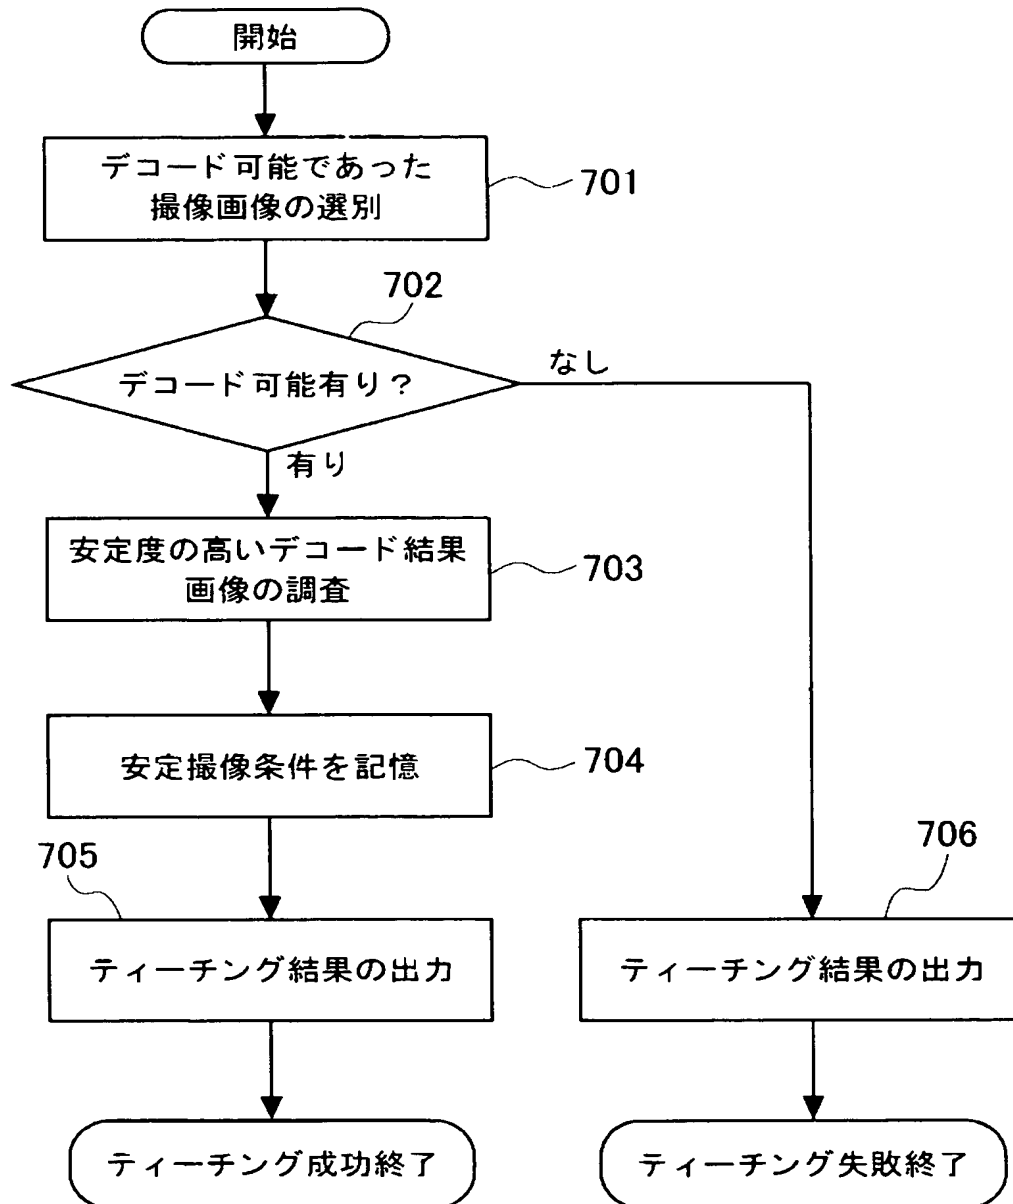 開始
デコード可能であった
撮像画像の選別
701
702
デコード可能有り？
なし
有り
安定度の高いデコード結果
画像の調査
703
安定撮像条件を記憶
704
705
706
ティーチング結果の出力
ティーチング結果の出力
ティーチング成功終了
ティーチング失敗終了